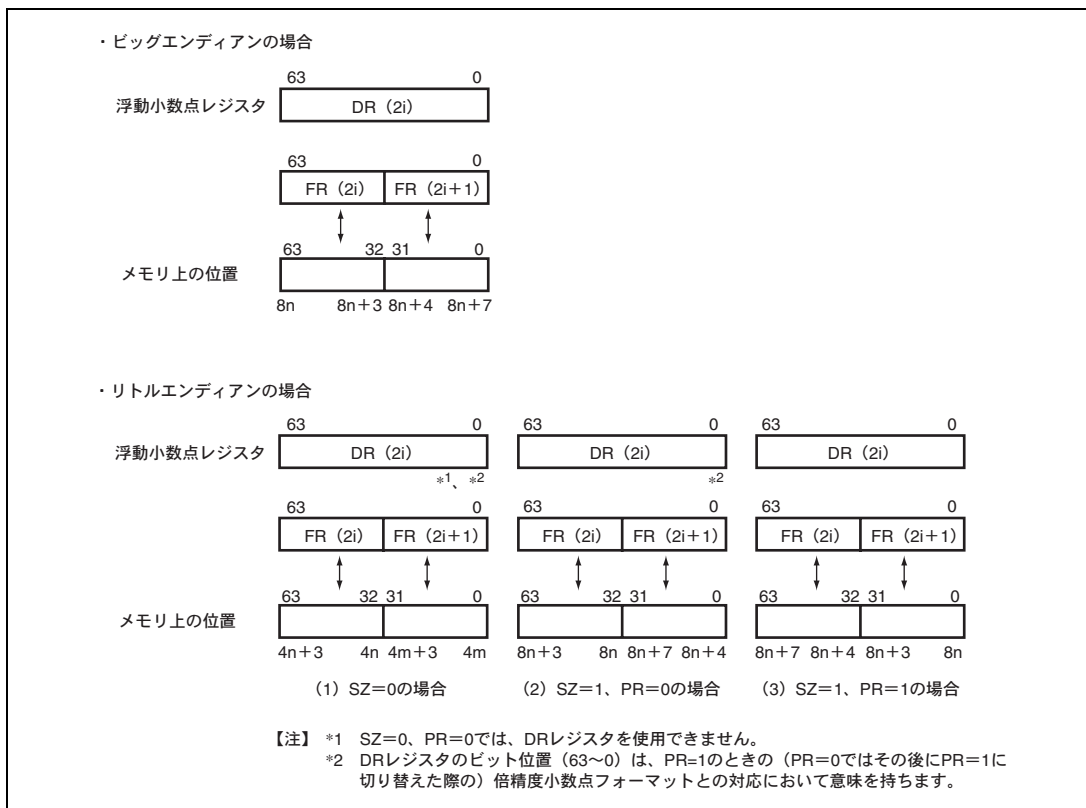 ・ビッグエンディアンの場合
63 0
浮動小数点レジスタ DR（2i）
63 0
FR（2i） FR（2i＋1）
63 32 31 0
メモリ上の位置
8n 8n＋3 8n＋4 8n＋7
・リトルエンディアンの場合
63 0 63 0 63 0
浮動小数点レジスタ DR（2i） DR（2i） DR（2i）
*1、*2 *2
63 0 63 0 63 0
FR（2i） FR（2i＋1） FR（2i） FR（2i＋1） FR（2i） FR（2i＋1）
63 32 31 0 63 32 31 0 63 32 31 0
メモリ上の位置
4n＋3 4n 4m＋3 4m 8n＋3 8n 8n＋7 8n＋4 8n＋7 8n＋4 8n＋3 8n
（1）SZ＝0の場合 （2）SZ＝1、PR＝0の場合 （3）SZ＝1、PR＝1の場合
【注】 *1 SZ＝0、PR＝0では、DRレジスタを使用できません。
*2 DRレジスタのビット位置（63～0）は、PR=1のときの（PR＝0ではその後にPR＝1に
切り替えた際の）倍精度小数点フォーマットとの対応において意味を持ちます。